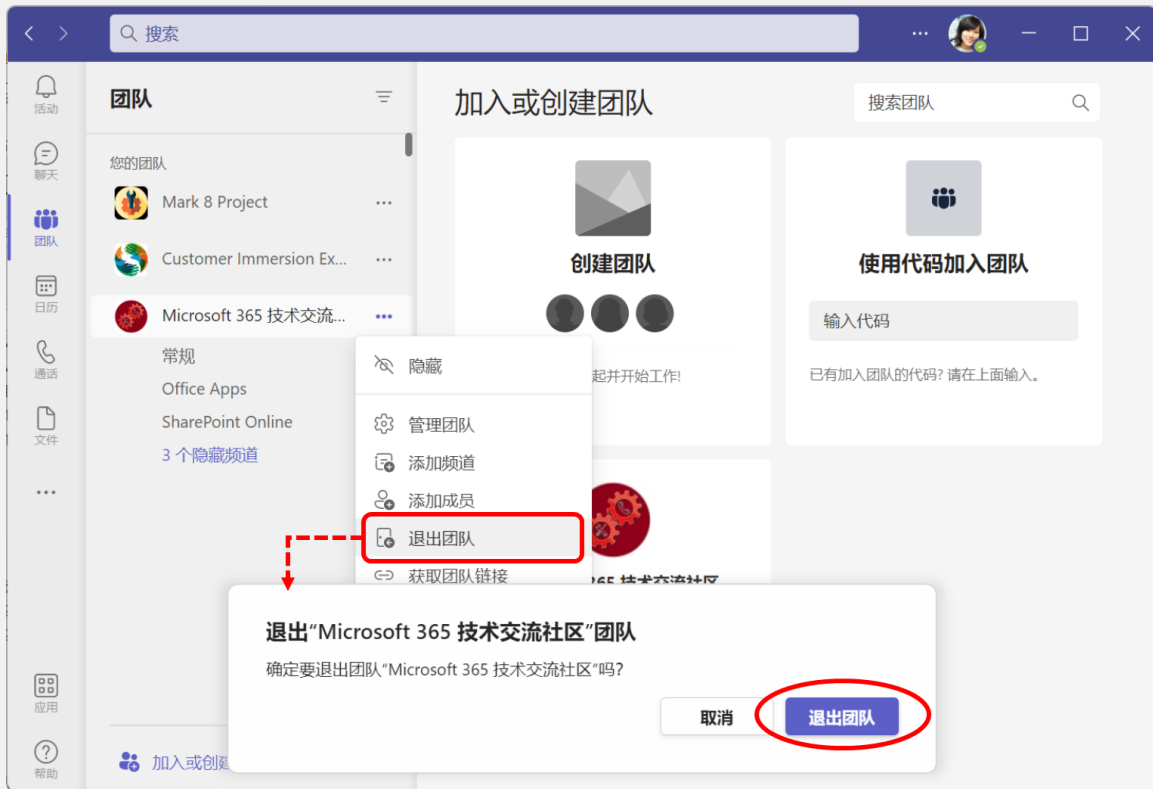 搜索
活动
聊天
团队
日历
通话
文件
应用
帮助
团队
您的团队
Mark 8 Project
Customer Immersion Ex...
Microsoft 365 技术交流...
常规
Office Apps
SharePoint Online
3 个隐藏频道
加入或创建
隐藏
管理团队
添加频道
添加成员
退出团队
获取团队链接
加入或创建团队
搜索团队
创建团队
起并开始工作!
使用代码加入团队
输入代码
已有加入团队的代码? 请在上面输入。
365 技术交流社区
退出“Microsoft 365 技术交流社区”团队
确定要退出团队“Microsoft 365 技术交流社区”吗?
取消
退出团队